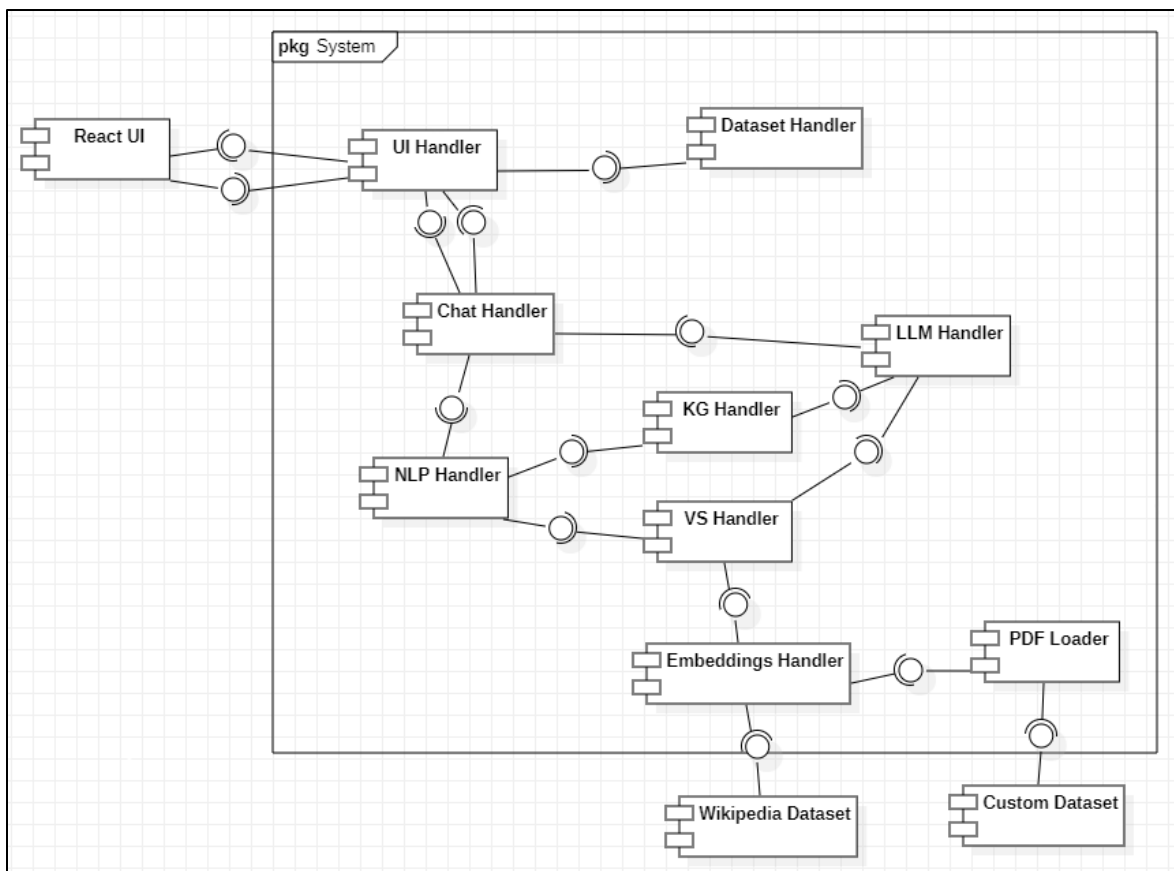 pkg System
React UI
UI Handler
Dataset Handler
Chat Handler
LLM Handler
KG Handler
NLP Handler
VS Handler
PDF Loader
Embeddings Handler
Wikipedia Dataset
Custom Dataset